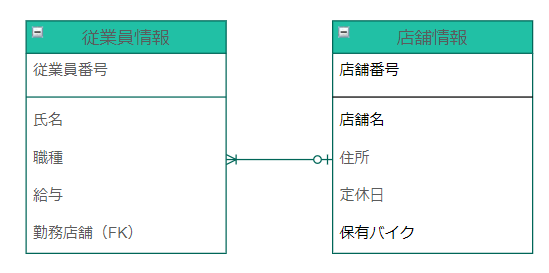 従業員情報
従業員番号
氏名
職種
給与
勤務店舗（FK）
店舗情報
店舗番号
店舗名
住所
定休日
保有バイク